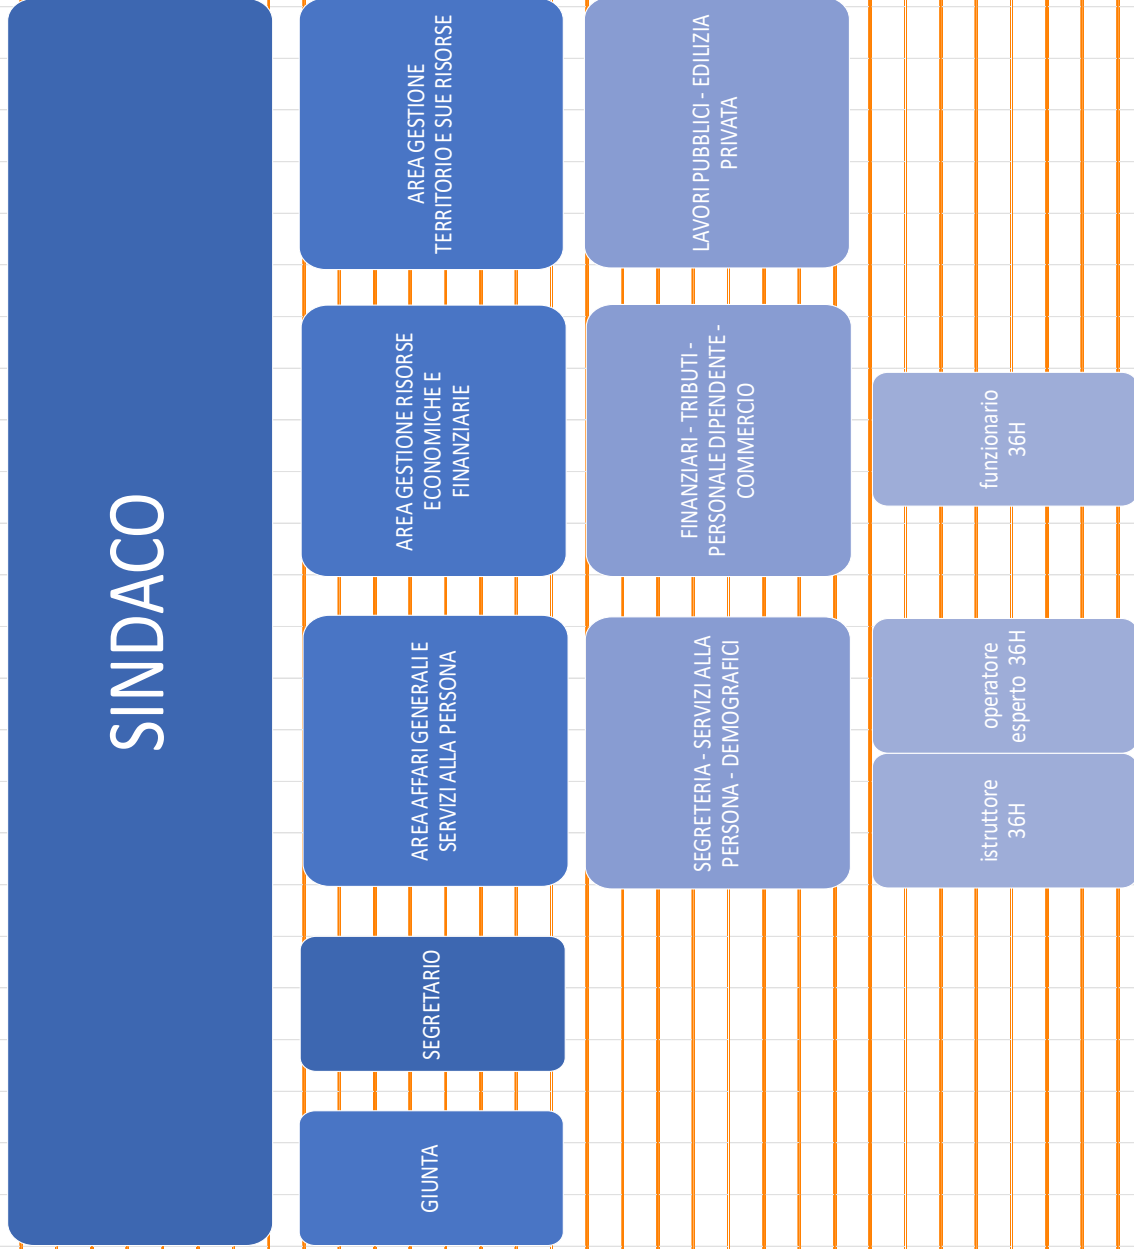 SINDACO
GIUNTA
SEGRETARIO
AREA AFFARI GENERALI E
SERVIZI ALLA PERSONA
AREA GESTIONE RISORSE
ECONOMICHE E
FINANZIARIE
AREA GESTIONE
TERRITORIO E SUE RISORSE
SEGRETERIA - SERVIZI ALLA
PERSONA - DEMOGRAFICI
FINANZIARI - TRIBUTI -
PERSONALE DIPENDENTE -
COMMERCIO
LAVORI PUBBLICI - EDILIZIA
PRIVATA
istruttore
36H
operatore
esperto 36H
funzionario
36H